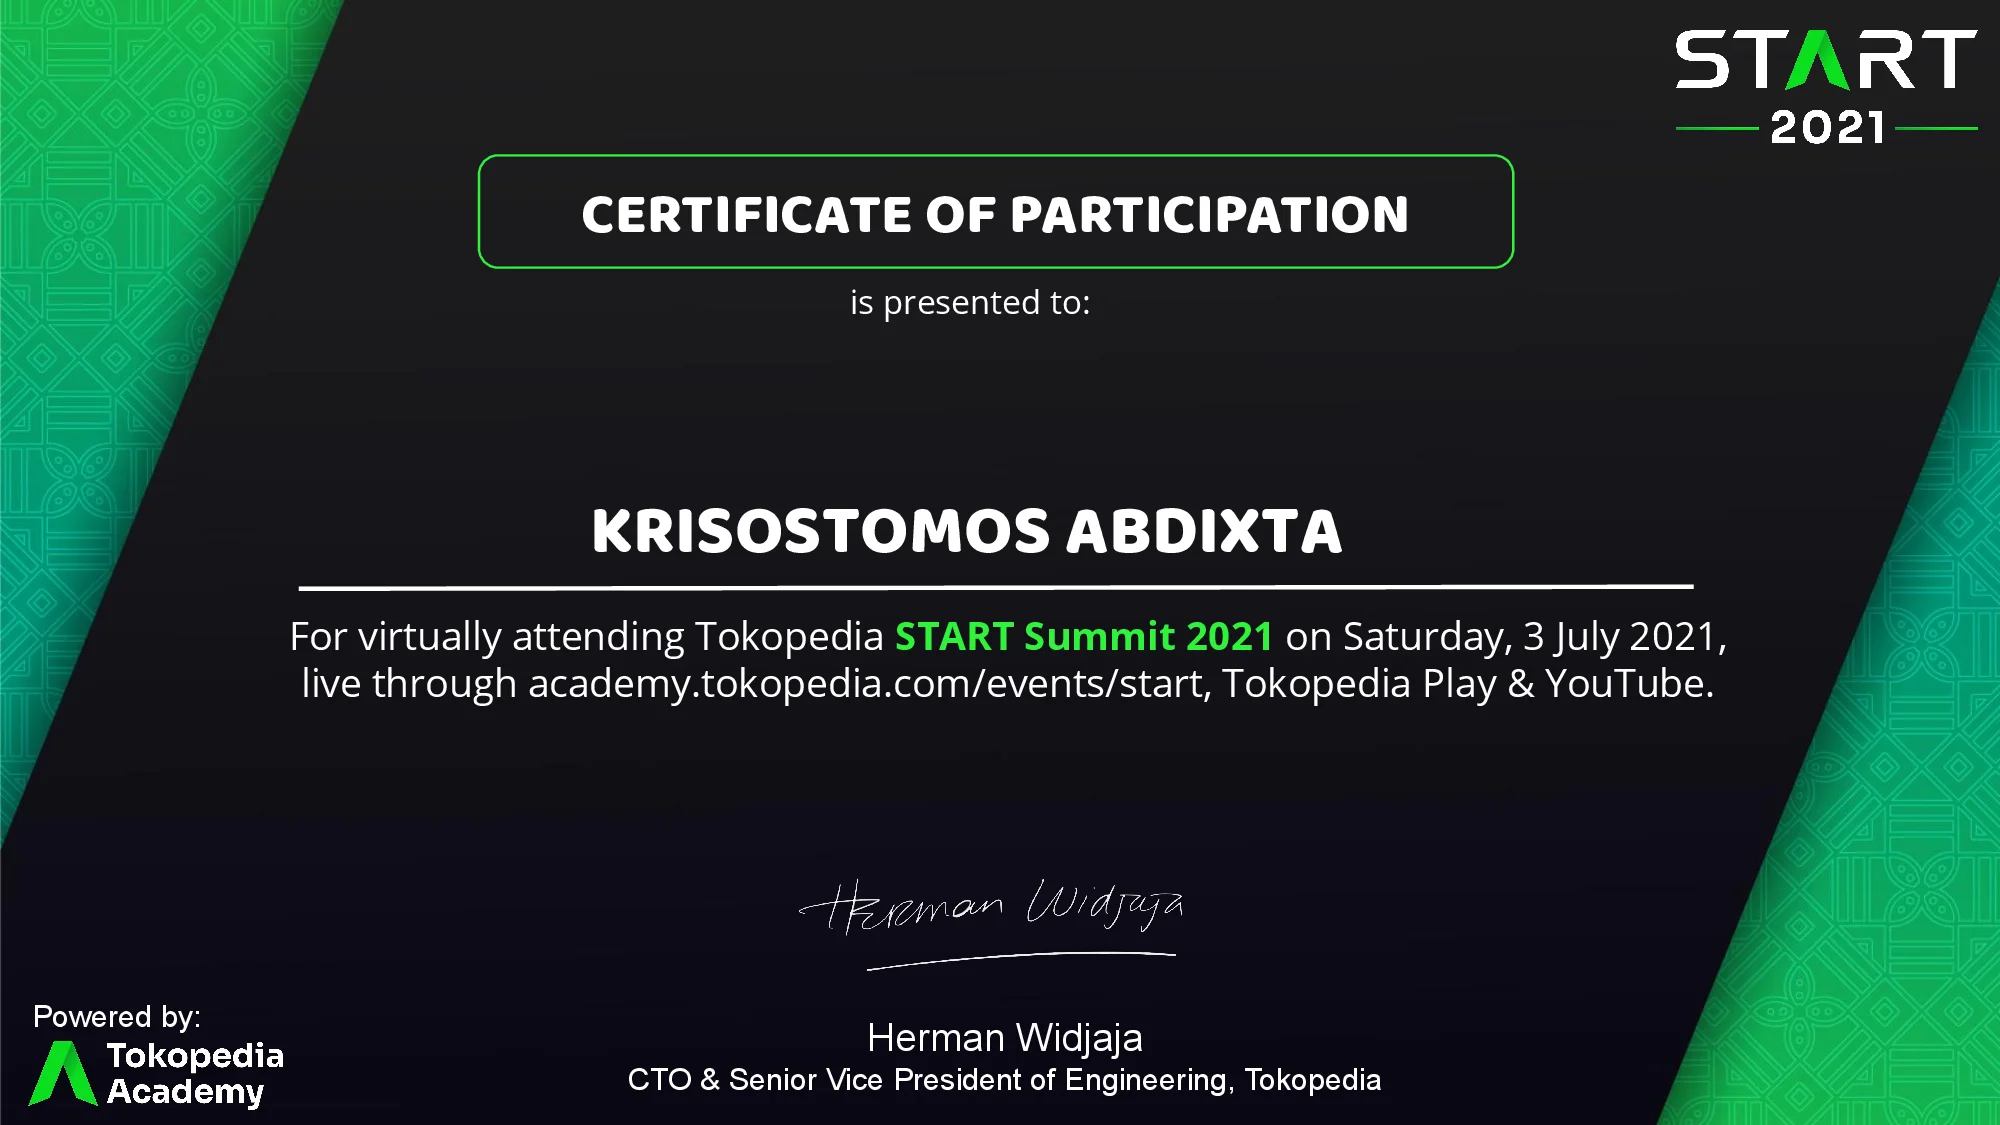 START
2021
CERTIFICATE OF PARTICIPATION
is presented to:
KRISOSTOMOS ABDIXTA
For virtually attending Tokopedia START Summit 2021 on Saturday, 3 July 2021,
live through academy.tokopedia.com/events/start, Tokopedia Play & YouTube.
Herman Widjaja
Herman Widjaja
CTO & Senior Vice President of Engineering, Tokopedia
Powered by:
Tokopedia
Academy